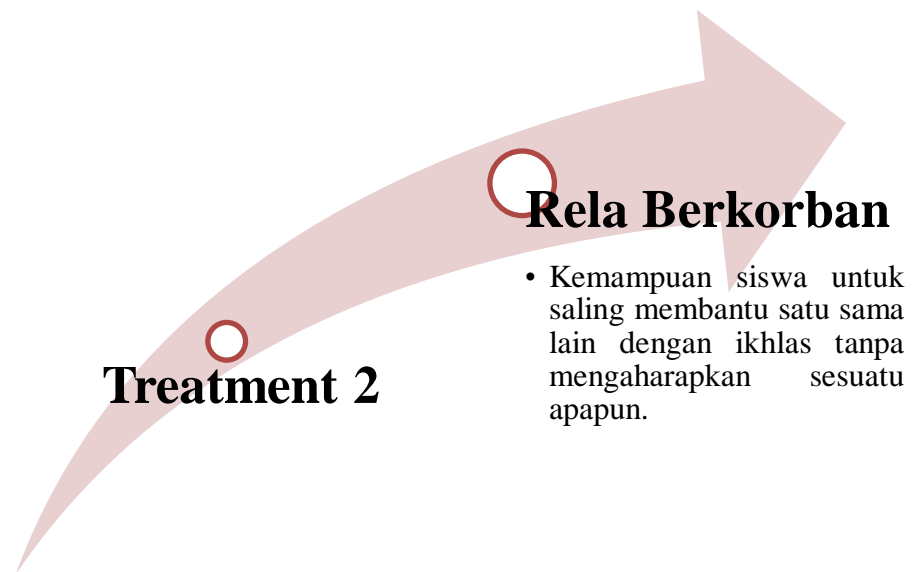 Treatment 2
Rela Berkorban
• Kemampuan siswa untuk
saling membantu satu sama
lain dengan ikhlas tanpa
mengaharapkan sesuatu
apapun.